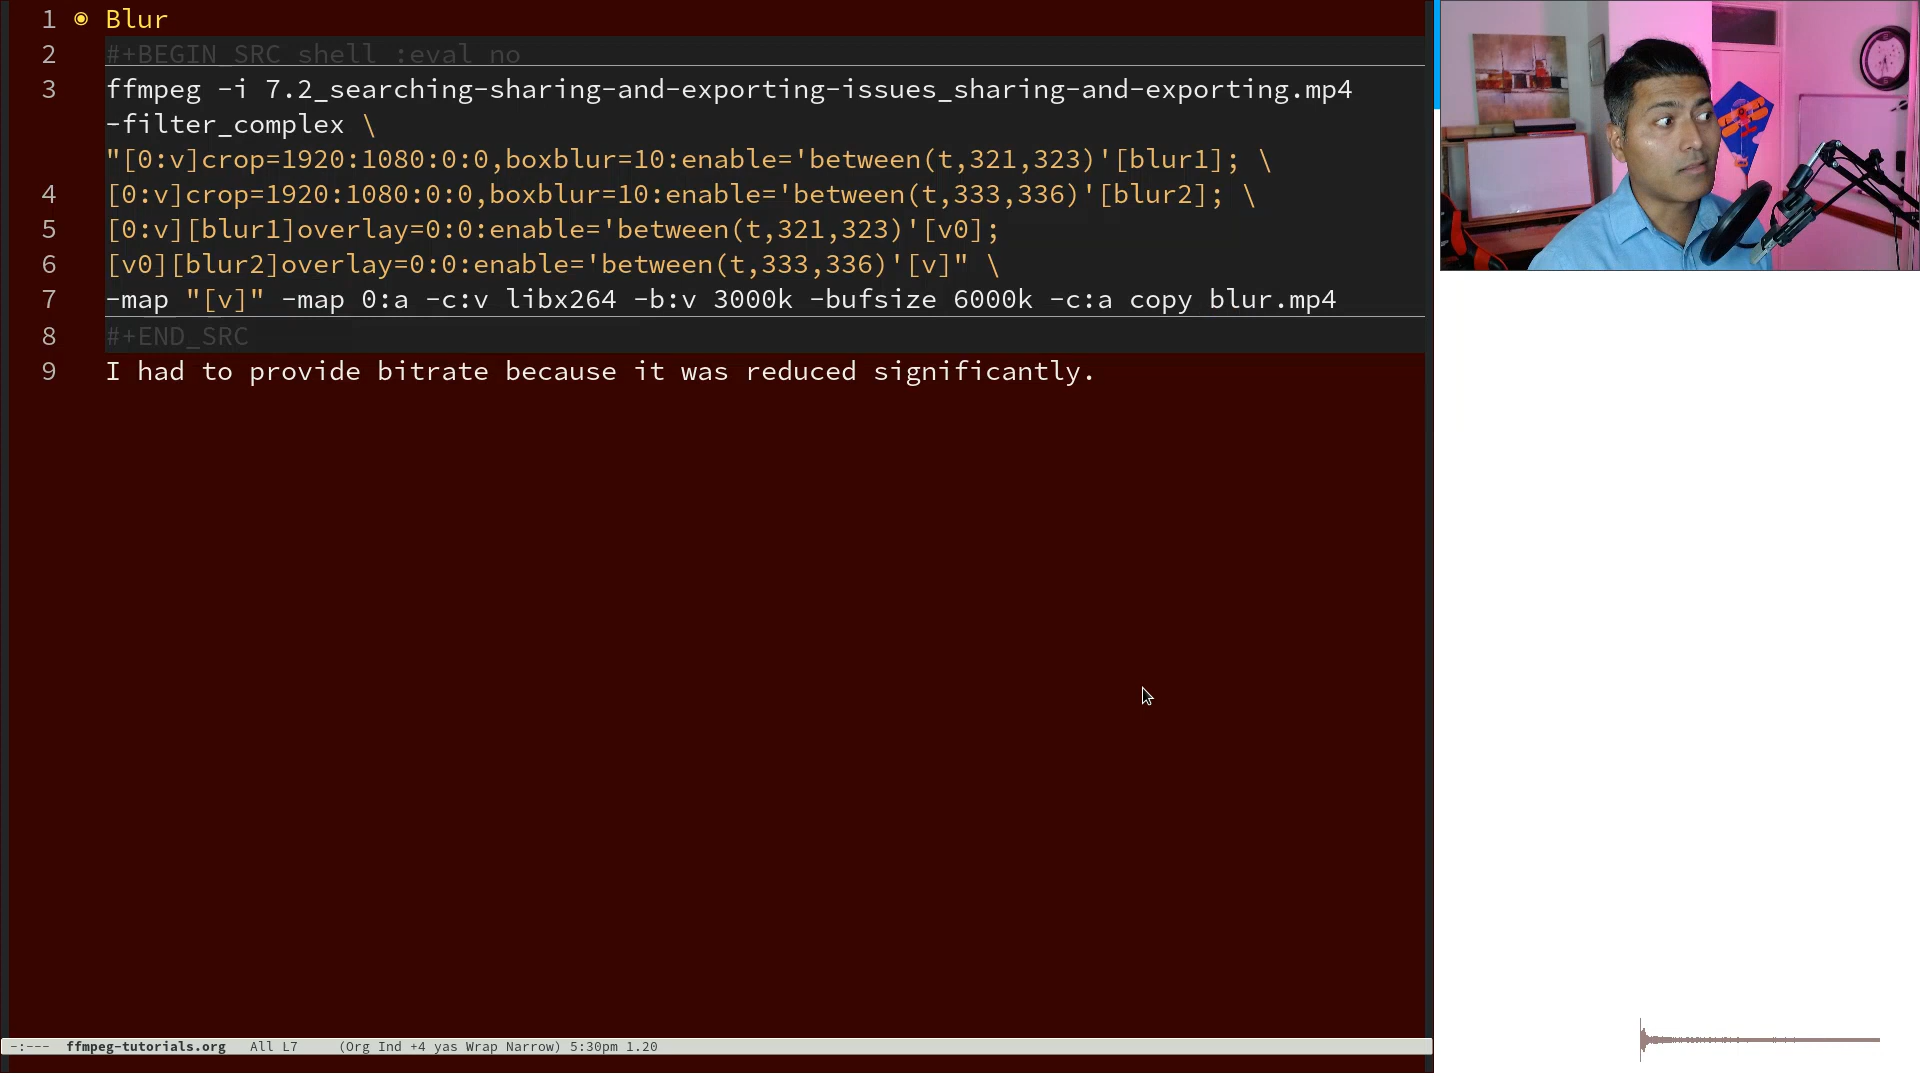 1 ◉ Blur
2 #+BEGIN_SRC shell :eval no
3 ffmpeg -i 7.2_searching-sharing-and-exporting-issues_sharing-and-exporting.mp4
-filter_complex \
"[0:v]crop=1920:1080:0:0,boxblur=10:enable='between(t,321,323)'[blur1]; \
4 [0:v]crop=1920:1080:0:0,boxblur=10:enable='between(t,333,336)'[blur2]; \
5 [0:v][blur1]overlay=0:0:enable='between(t,321,323)'[v0];
6 [v0][blur2]overlay=0:0:enable='between(t,333,336)'[v]" \
7 -map "[v]" -map 0:a -c:v libx264 -b:v 3000k -bufsize 6000k -c:a copy blur.mp4
8 #+END_SRC
9 I had to provide bitrate because it was reduced significantly.
-:--- ffmpeg-tutorials.org All L7 (Org Ind +4 yas Wrap Narrow) 5:30pm 1.20